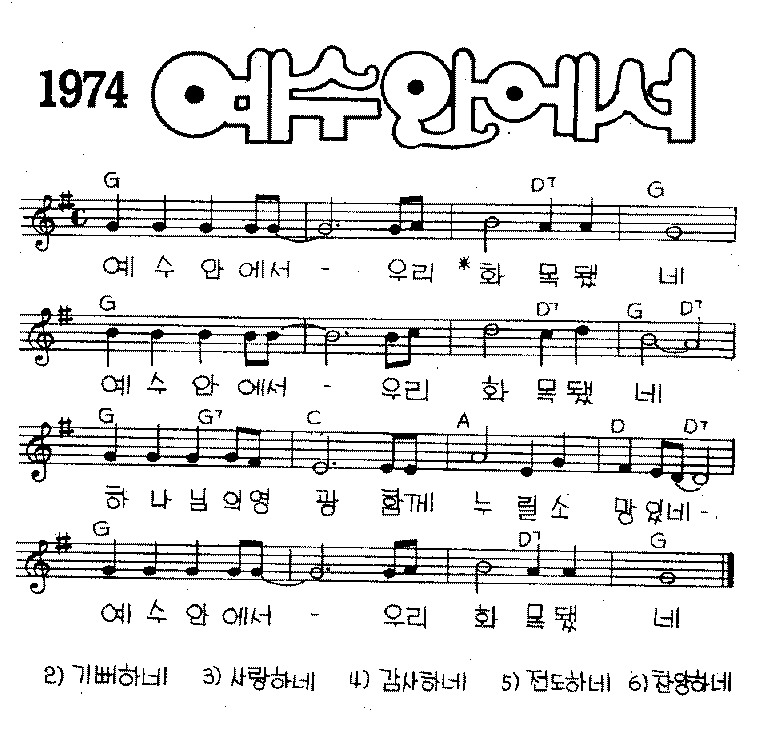 1974 예수안에서
G D7 G
예 수 안 에서 - 우리 *화 목 됐 네
G D7 G D7
예 수 안 에서 - 우리 화 목 됐 네
G G7 C A D D7
하 나 님 의 영 광 함께 누 릴 소 망 있네-
G D7 G
예 수 안 에서 - 우리 화 목 됐 네
2) 기뻐하네 3) 사랑하네 4) 감사하네 5) 전도하네 6) 찬양하네